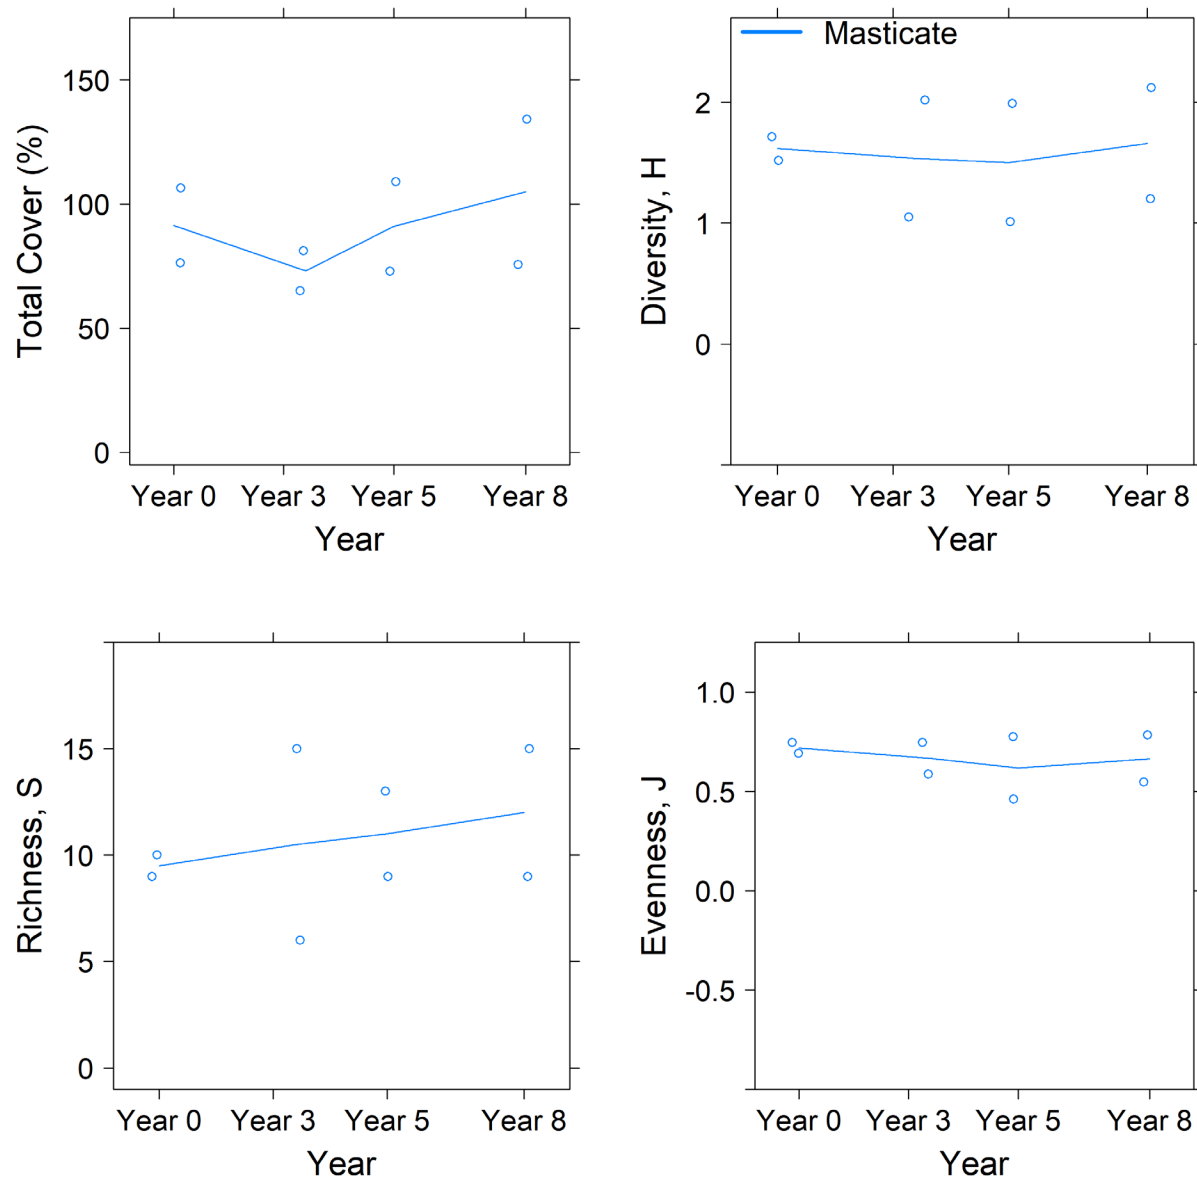 Total Cover (%)
150
100
50
0
Year 0 Year 3 Year 5 Year 8
Year
Masticate
Diversity, H
2
1
0
Year 0 Year 3 Year 5 Year 8
Year
Richness, S
15
10
5
0
Year 0 Year 3 Year 5 Year 8
Year
Evenness, J
1.0
0.5
0.0
-0.5
Year 0 Year 3 Year 5 Year 8
Year